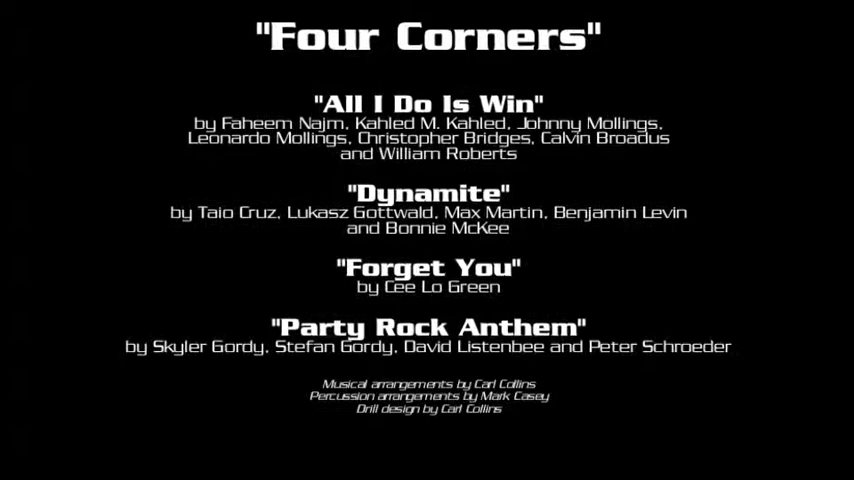 "Four Corners"
"All I Do Is Win"
by Faheem Najm, Kahled M. Kahled, Johnny Mollings,
Leonardo Mollings, Christopher Bridges, Calvin Broadus
and William Roberts
"Dynamite"
by Taio Cruz, Lukasz Gottwald, Max Martin, Benjamin Levin
and Bonnie McKee
"Forget You"
by Cee Lo Green
"Party Rock Anthem"
by Skyler Gordy, Stefan Gordy, David Listenbee and Peter Schroeder
Musical arrangements by Carl Collins
Percussion arrangements by Mark Casey
Drill design by Carl Collins